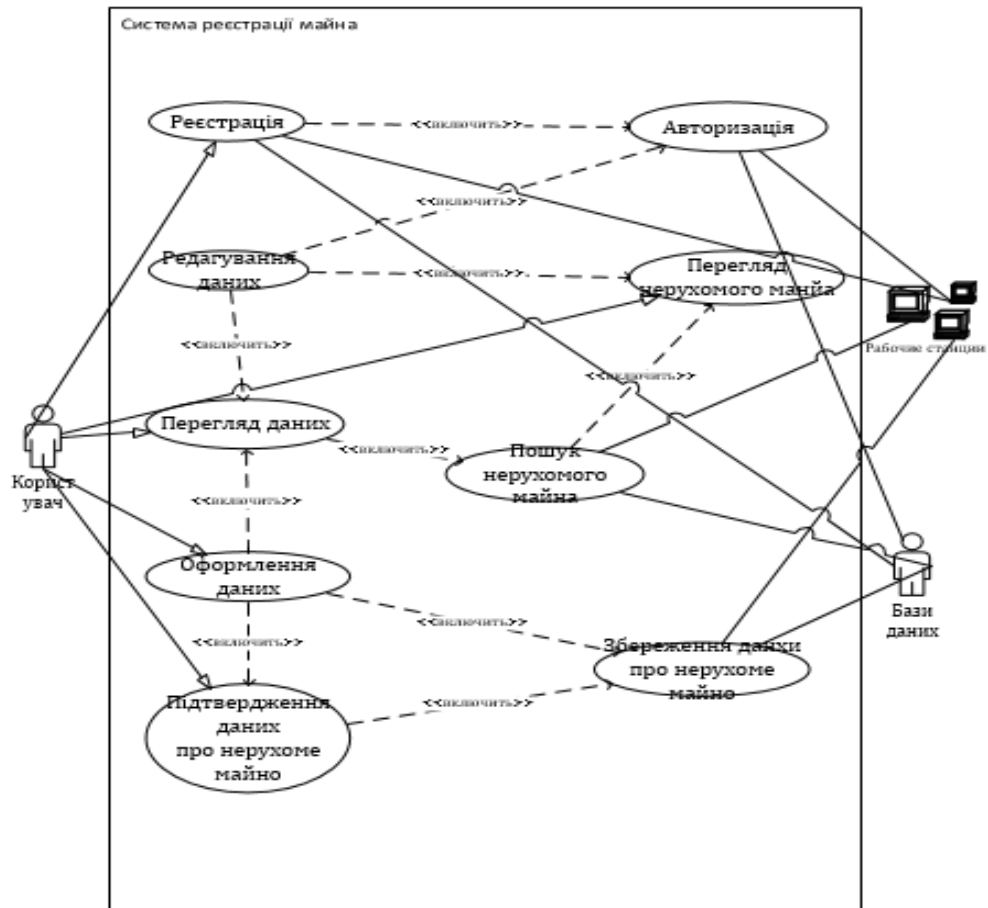 Система реєстрації майна
Реєстрація
<<включить>>
Авторизація
<<включить>>
Редагування
даних
<<включить>>
Перегляд
нерухомого манйа
Рабочие станции
<<включить>>
<<включить>>
Перегляд даних
<<включить>>
Пошук
нерухомого
майна
Корист
увач
<<включить>>
Оформлення
даних
Бази
даних
<<включить>>
<<включить>>
Збереження данхи
про нерухоме
майно
Підтвердження
даних
про нерухоме
майно
<<включить>>